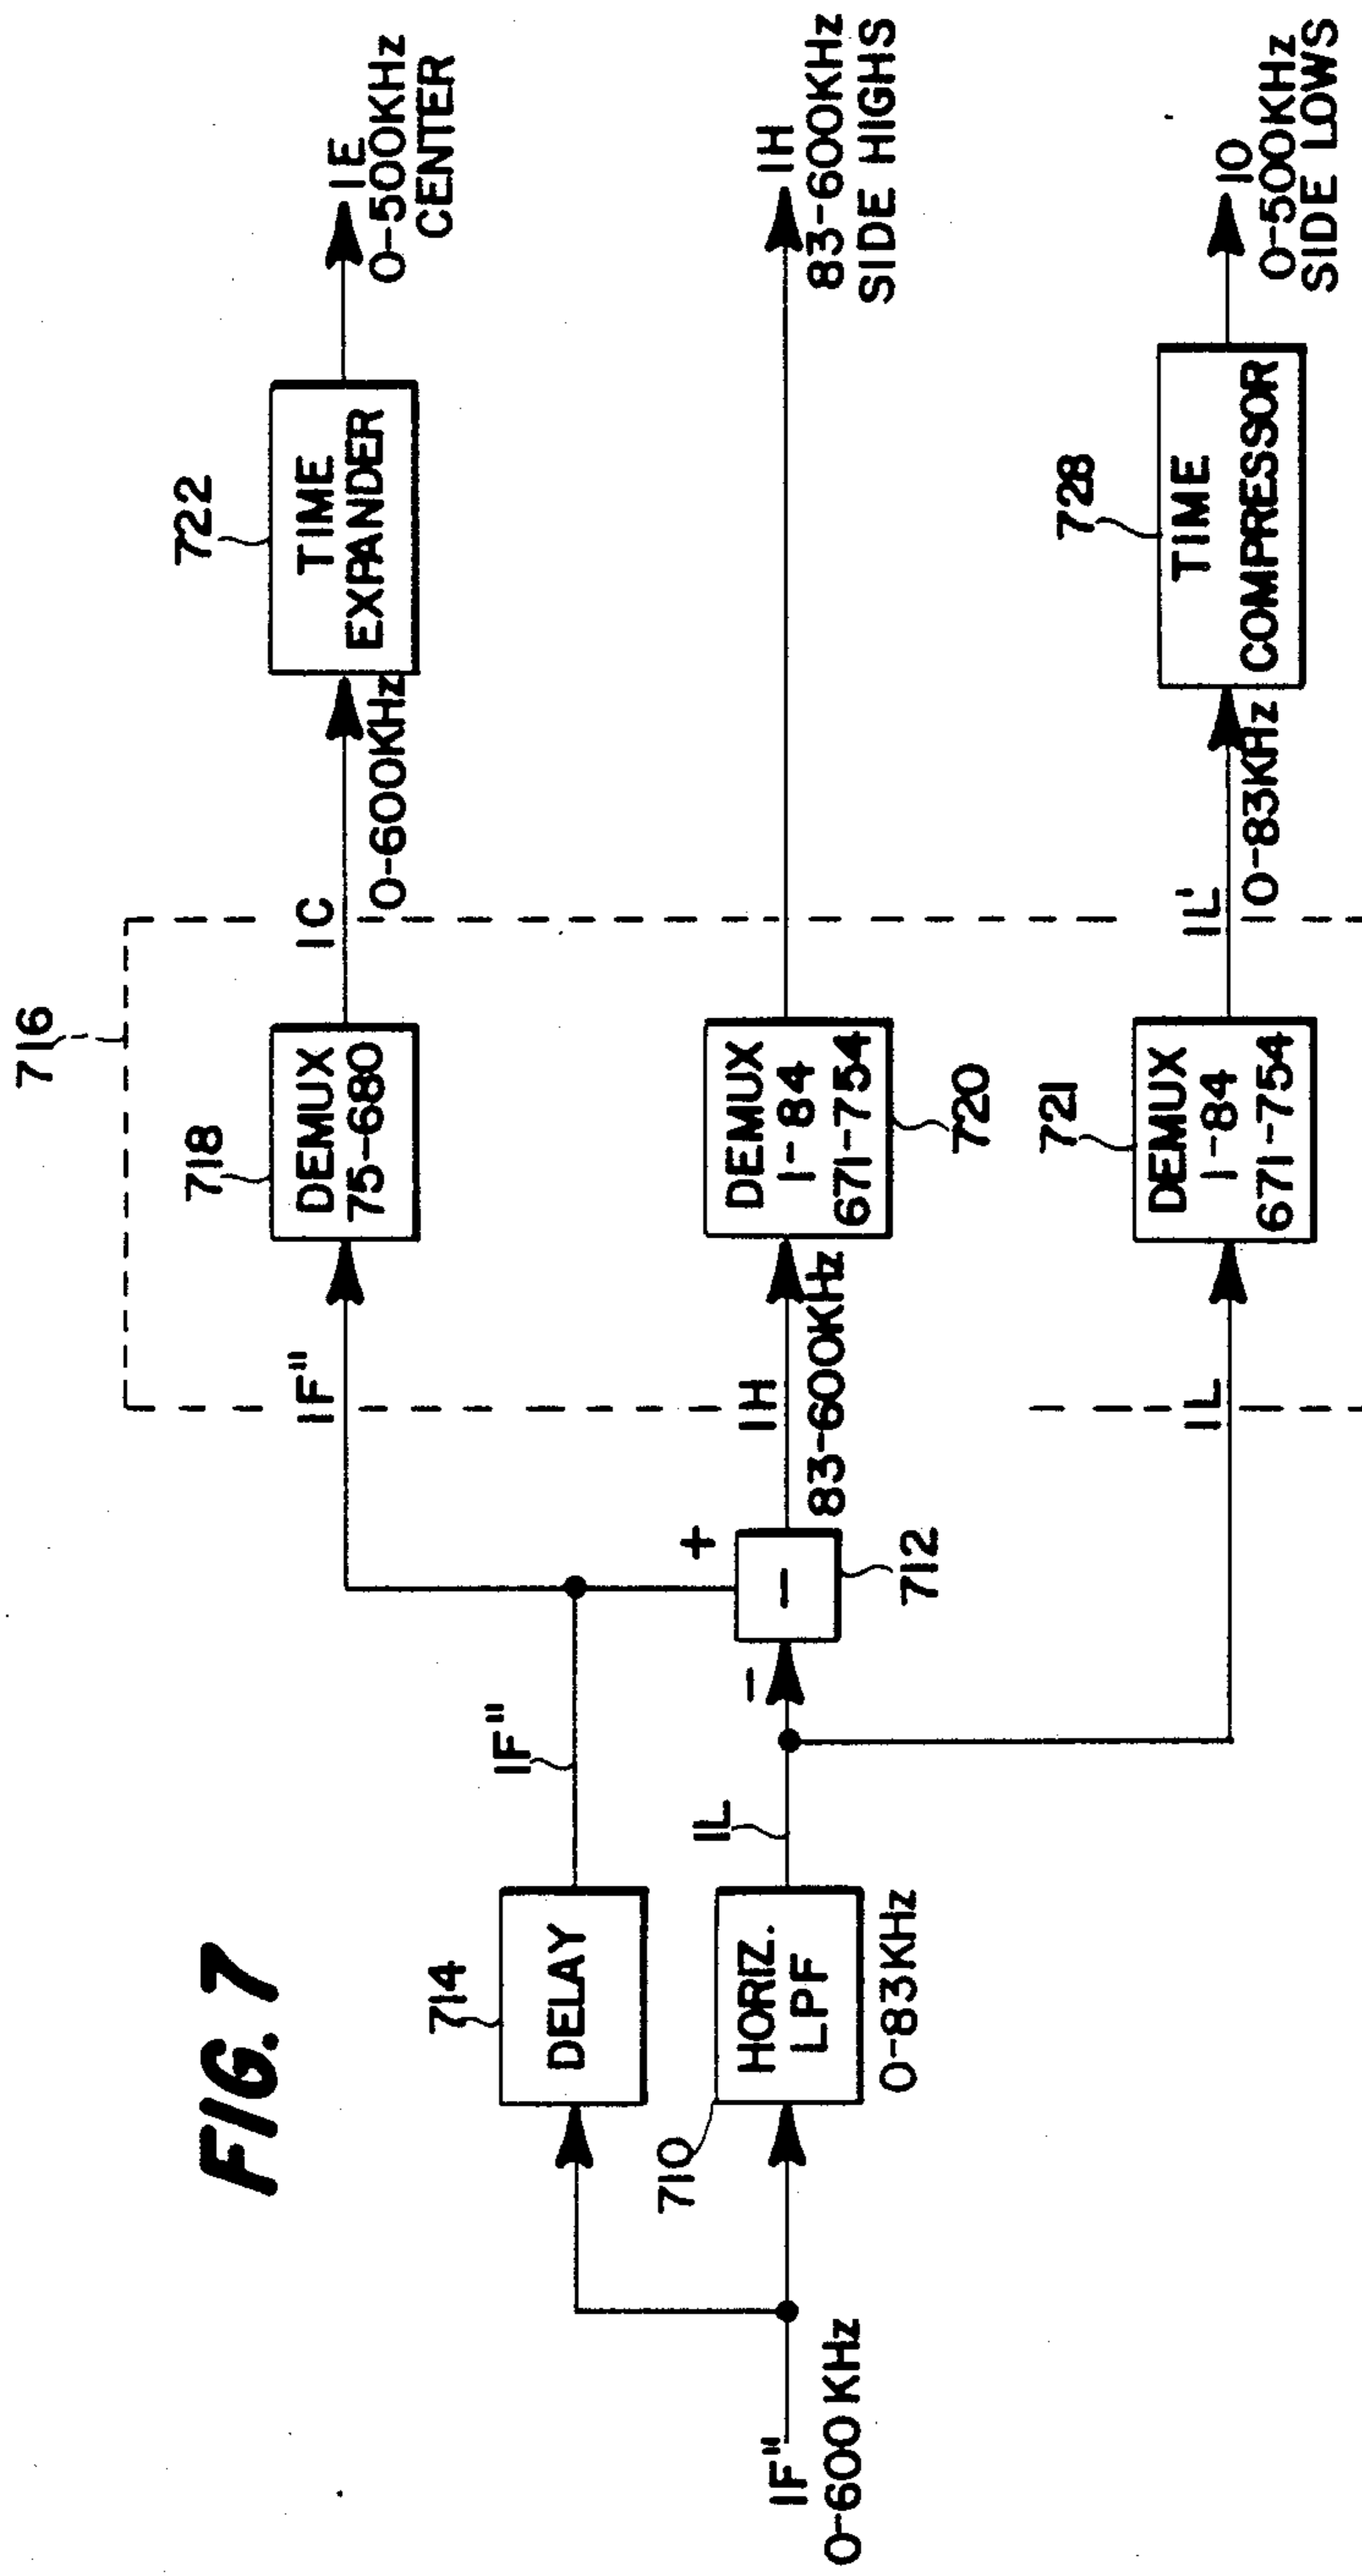 FIG. 7
IF"
0-600KHz
714
DELAY
710
HORIZ.
LPF
0-83KHz
IF"
IL
-
+
-
712
716
IF"
718
DEMUX
75-680
IC
0-600KHz
722
TIME
EXPANDER
IE
0-500KHz
CENTER
IH
83-600KHz
DEMUX
1-84
671-754
720
IH
83-600KHz
SIDE HIGHS
IL
721
DEMUX
1-84
671-754
IL'
0-83KHz
728
TIME
COMPRESSOR
IO
0-500KHz
SIDE LOWS